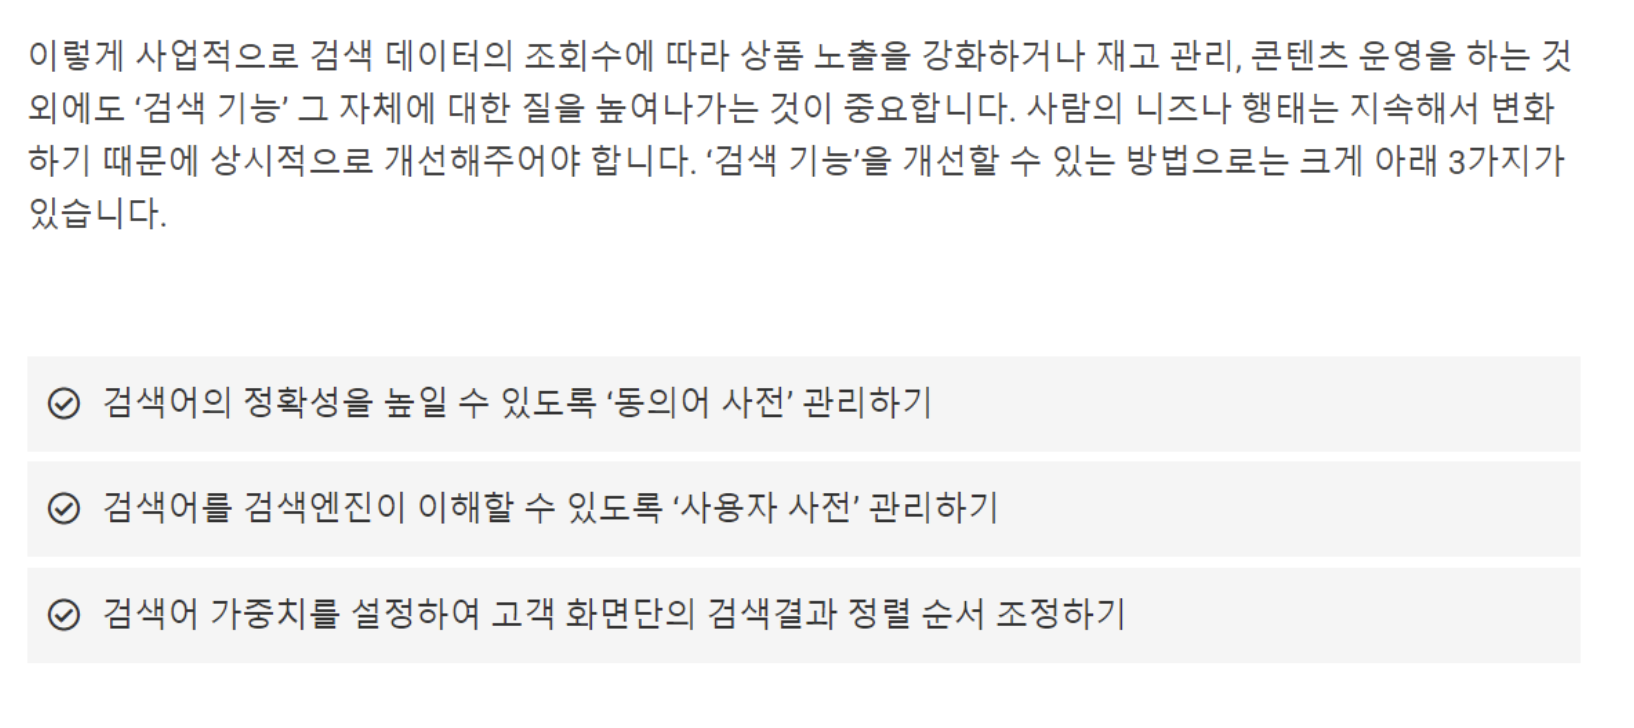 이렇게 사업적으로 검색 데이터의 조회수에 따라 상품 노출을 강화하거나 재고 관리, 콘텐츠 운영을 하는 것
외에도 ‘검색 기능’ 그 자체에 대한 질을 높여나가는 것이 중요합니다. 사람의 니즈나 행태는 지속해서 변화
하기 때문에 상시적으로 개선해주어야 합니다. ‘검색 기능’을 개선할 수 있는 방법으로는 크게 아래 3가지가
있습니다.
검색어의 정확성을 높일 수 있도록 ‘동의어 사전’ 관리하기
검색어를 검색엔진이 이해할 수 있도록 ‘사용자 사전’ 관리하기
검색어 가중치를 설정하여 고객 화면단의 검색결과 정렬 순서 조정하기